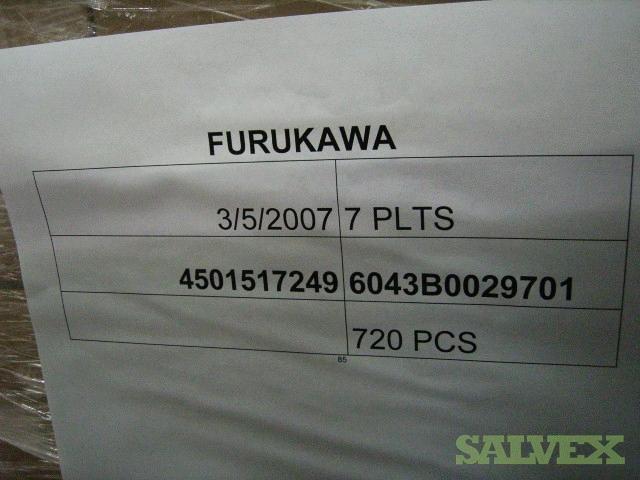 FURUKAWA
3/5/2007 7 PLTS
4501517249 6043B0029701
720 PCS
85
SALVEX